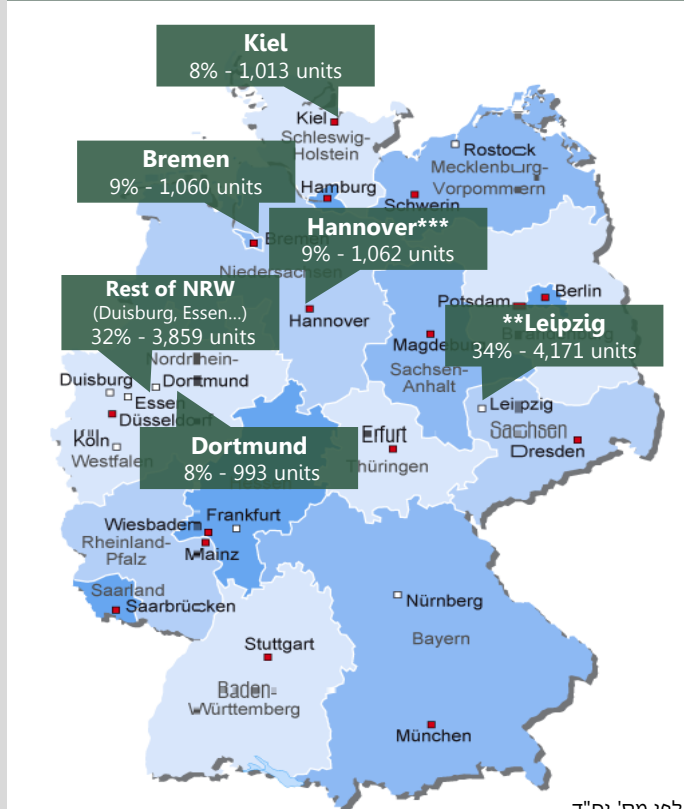 Kiel
8% - 1,013 units
Kiel
Schleswig-
Holstein
Rostock
Mecklenburg-
Vorpommern
Bremen
9% - 1,060 units
Hamburg
Schwerin
Bremen
Hannover***
9% - 1,062 units
Niedersachsen
Rest of NRW
(Duisburg, Essen...)
32% - 3,859 units
Hannover
Potsdam
Berlin
Brandenburg
**Leipzig
34% - 4,171 units
Magdeburg
Sachsen-
Anhalt
Nordrhein-
Duisburg
Dortmund
Essen
Düsseldorf
Köln
Westfalen
Leipzig
Sachsen
Dresden
Erfurt
Thüringen
Dortmund
8% - 993 units
Wiesbaden
Frankfurt
Rheinland-
Pfalz
Mainz
Saarland
Saarbrücken
Nürnberg
Bayern
Stuttgart
Baden-
Württemberg
München